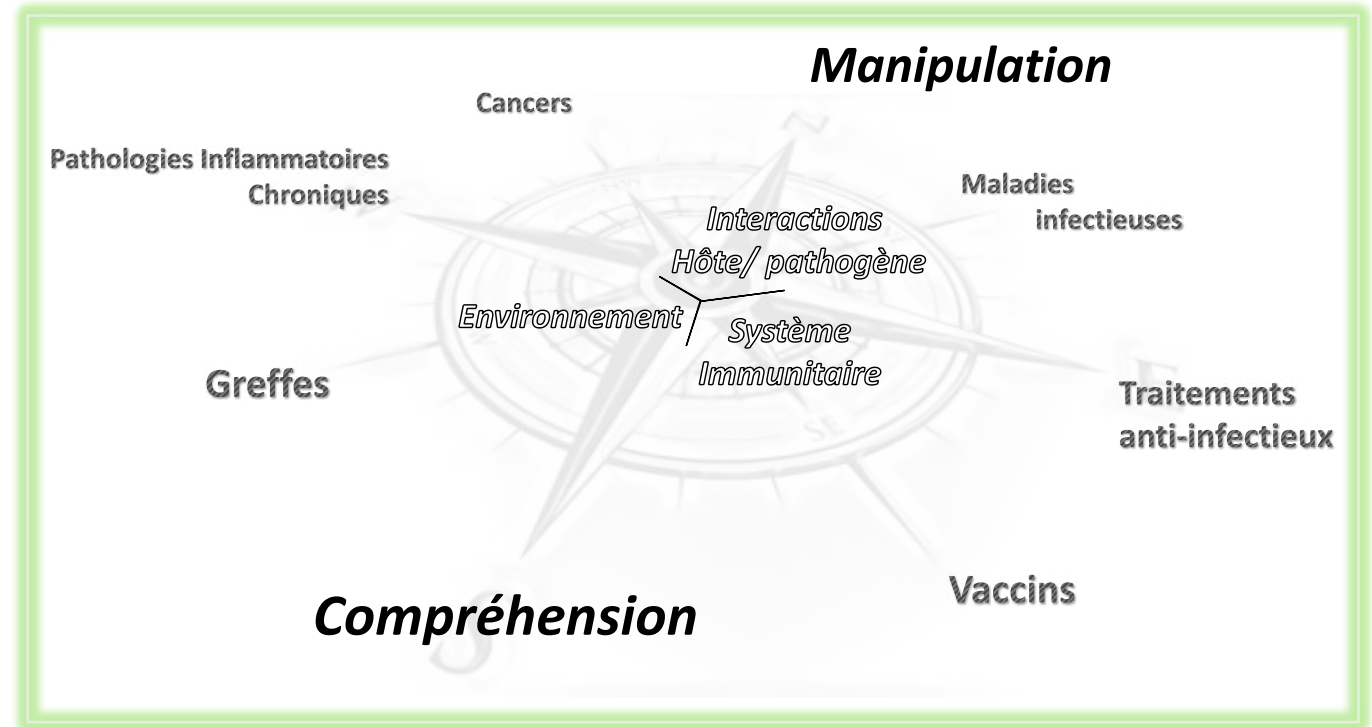 Manipulation
Cancers
Pathologies Inflammatoires
Chroniques
Maladies
infectieuses
Interactions
Hôte/ pathogène
Environnement
Système
Immunitaire
Greffes
Traitements
anti-infectieux
Vaccins
Compréhension
N
E
SE
S